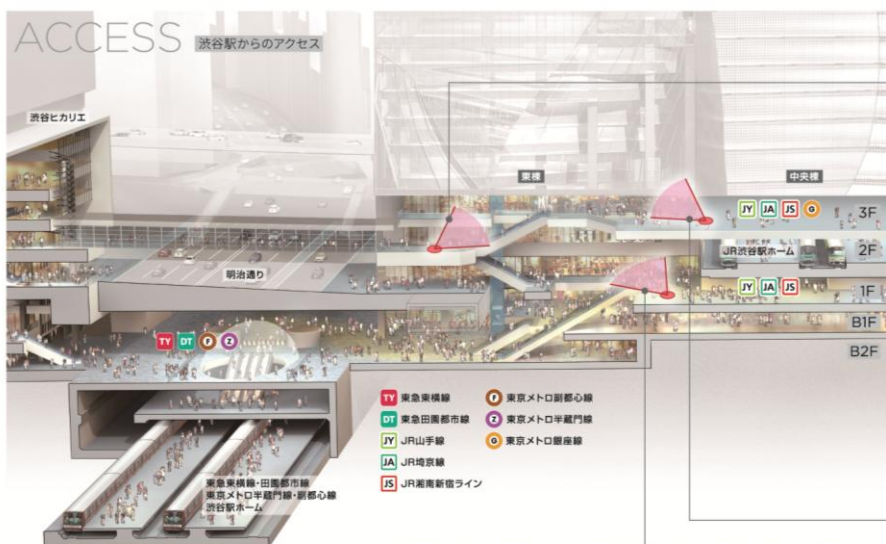 ACCESS 渋谷駅からのアクセス
渋谷ヒカリエ
東棟
中央棟
JY JA JS G 3F
JR渋谷駅ホーム 2F
明治通り
JY JA JS 1F
B1F
TY DT F Z
B2F
TY 東急東横線
DT 東急田園都市線
JY JR山手線
JA JR埼京線
JS JR湘南新宿ライン
F 東京メトロ副都心線
Z 東京メトロ半蔵門線
G 東京メトロ銀座線
東急東横線・田園都市線
東京メトロ半蔵門線・副都心線
渋谷駅ホーム